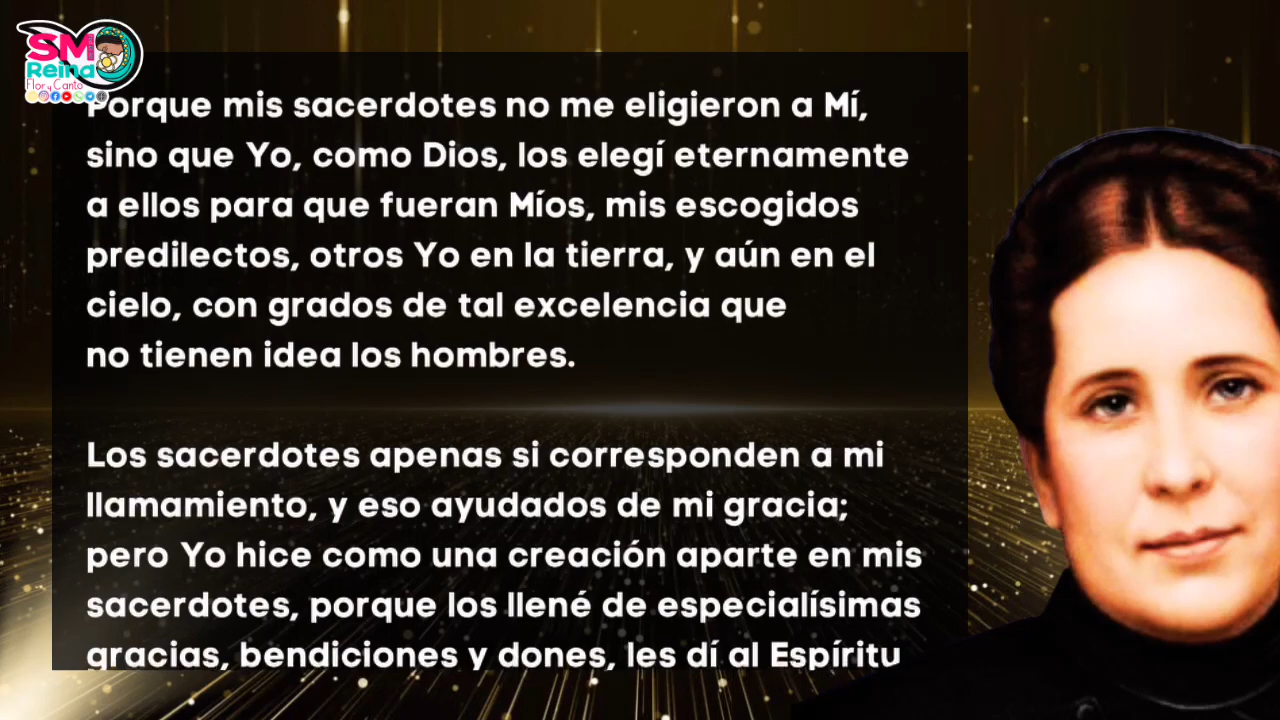 SM
Reina
Flor y Canto
Porque mis sacerdotes no me eligieron a Mí,
sino que Yo, como Dios, los elegí eternamente
a ellos para que fueran Míos, mis escogidos
predilectos, otros Yo en la tierra, y aún en el
cielo, con grados de tal excelencia que
no tienen idea los hombres.
Los sacerdotes apenas si corresponden a mi
llamamiento, y eso ayudados de mi gracia;
pero Yo hice como una creación aparte en mis
sacerdotes, porque los llené de especialísimas
gracias, bendiciones y dones, les dí al Espíritu